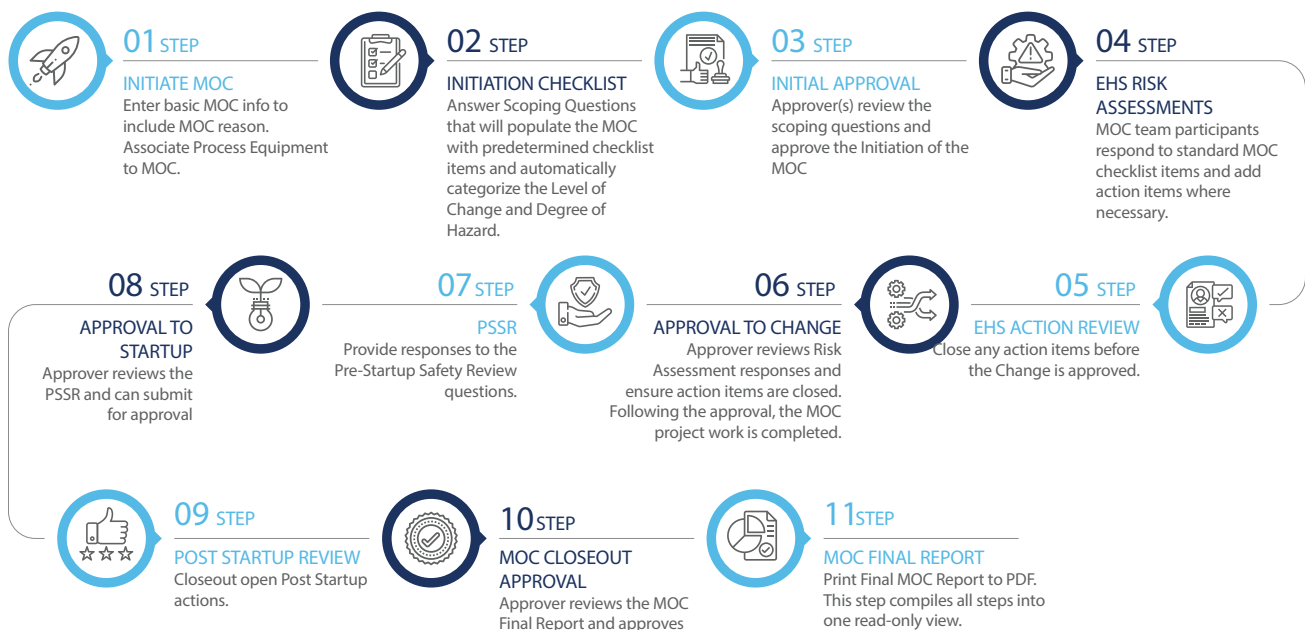 01 STEP
INITIATE MOC
Enter basic MOC info to
include MOC reason.
Associate Process Equipment
to MOC.
02 STEP
INITIATION CHECKLIST
Answer Scoping Questions
that will populate the MOC
with predetermined checklist
items and automatically
categorize the Level of
Change and Degree of
Hazard.
03 STEP
INITIAL APPROVAL
Approver(s) review the
scoping questions and
approve the Initiation of the
MOC
04 STEP
EHS RISK
ASSESSMENTS
MOC team participants
respond to standard MOC
checklist items and add
action items where
necessary.
05 STEP
EHS ACTION REVIEW
Close any action items before
the Change is approved.
06 STEP
APPROVAL TO CHANGE
Approver reviews Risk
Assessment responses and
ensure action items are closed.
Following the approval, the MOC
project work is completed.
07 STEP
PSSR
Provide responses to the
Pre-Startup Safety Review
questions.
08 STEP
APPROVAL TO
STARTUP
Approver reviews the
PSSR and can submit
for approval
09 STEP
POST STARTUP REVIEW
Closeout open Post Startup
actions.
10 STEP
MOC CLOSEOUT
APPROVAL
Approver reviews the MOC
Final Report and approves
11 STEP
MOC FINAL REPORT
Print Final MOC Report to PDF.
This step compiles all steps into
one read-only view.